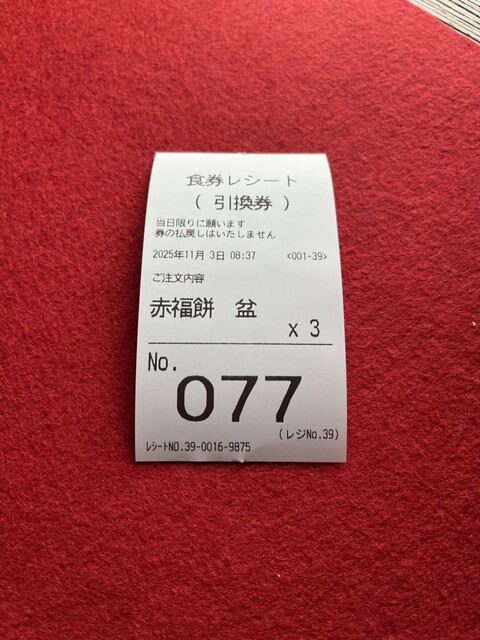 食券レシート
( 引換券 )
当日限りに願います
券の払戻しはいたしません
2025年11月 3日 08:37 <001-39>
ご注文内容
赤福餅 盆
x 3
No.
077
(レジNo.39)
ﾚｼｰﾄNO.39-0016-9875